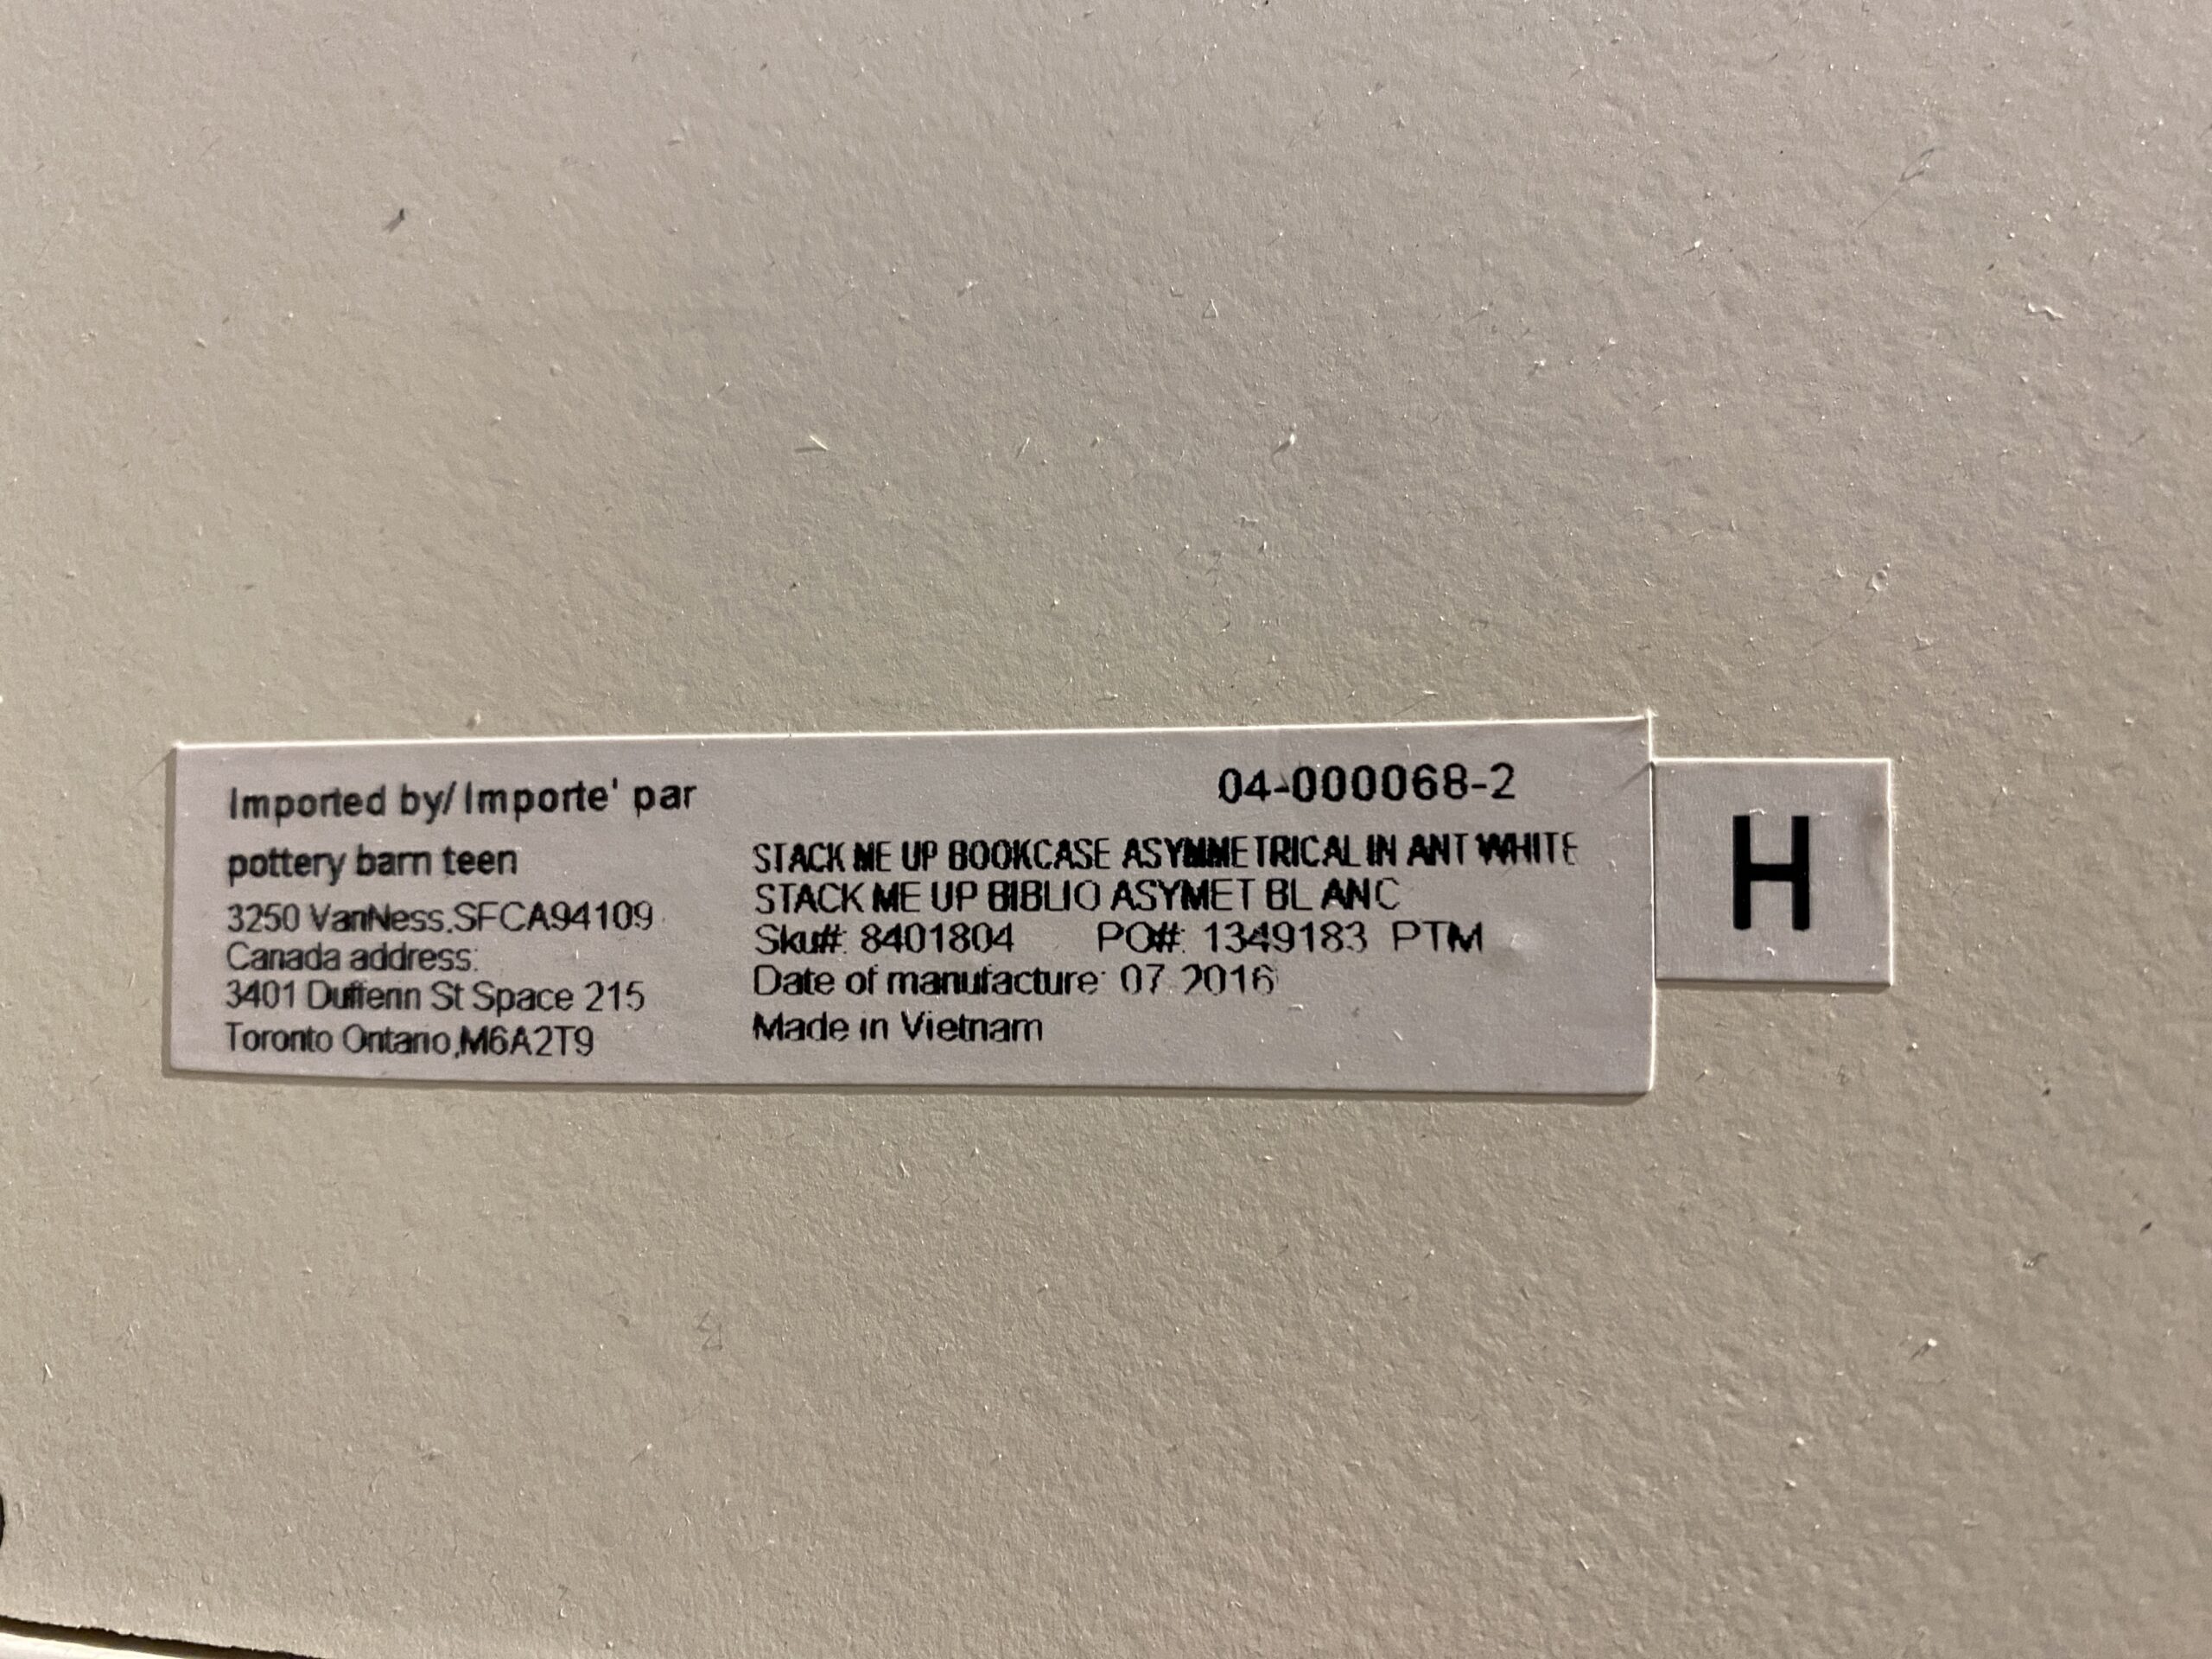 Imported by/ Importe' par
pottery barn teen
3250 VanNess.SFCA94109
Canada address:
3401 Dufferin St Space 215
Toronto Ontario,M6A2T9
04-000068-2
STACK ME UP BOOKCASE ASYMMETRICAL IN ANT WHITE
STACK ME UP BIBLIO ASYMET BLANC
Sku#: 8401804 PO#: 1349183 PTM
Date of manufacture: 07.2016
Made in Vietnam
H